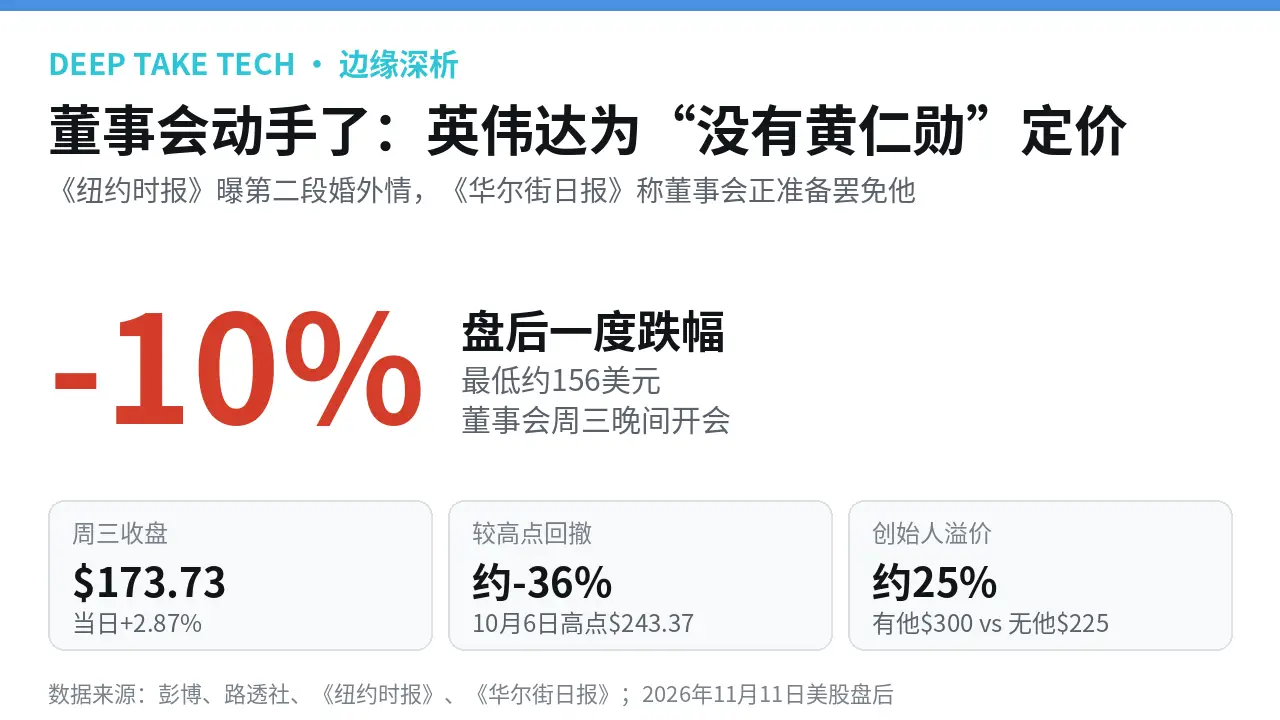 DEEP TAKE TECH · 边缘深析
董事会动手了：英伟达为“没有黄仁勋”定价
《纽约时报》曝第二段婚外情，《华尔街日报》称董事会正准备罢免他
-10%
盘后一度跌幅
最低约156美元
董事会周三晚间开会
周三收盘
$173.73
当日+2.87%
较高点回撤
约-36%
10月6日高点$243.37
创始人溢价
约25%
有他$300 vs 无他$225
数据来源：彭博、路透社、《纽约时报》、《华尔街日报》；2026年11月11日美股盘后